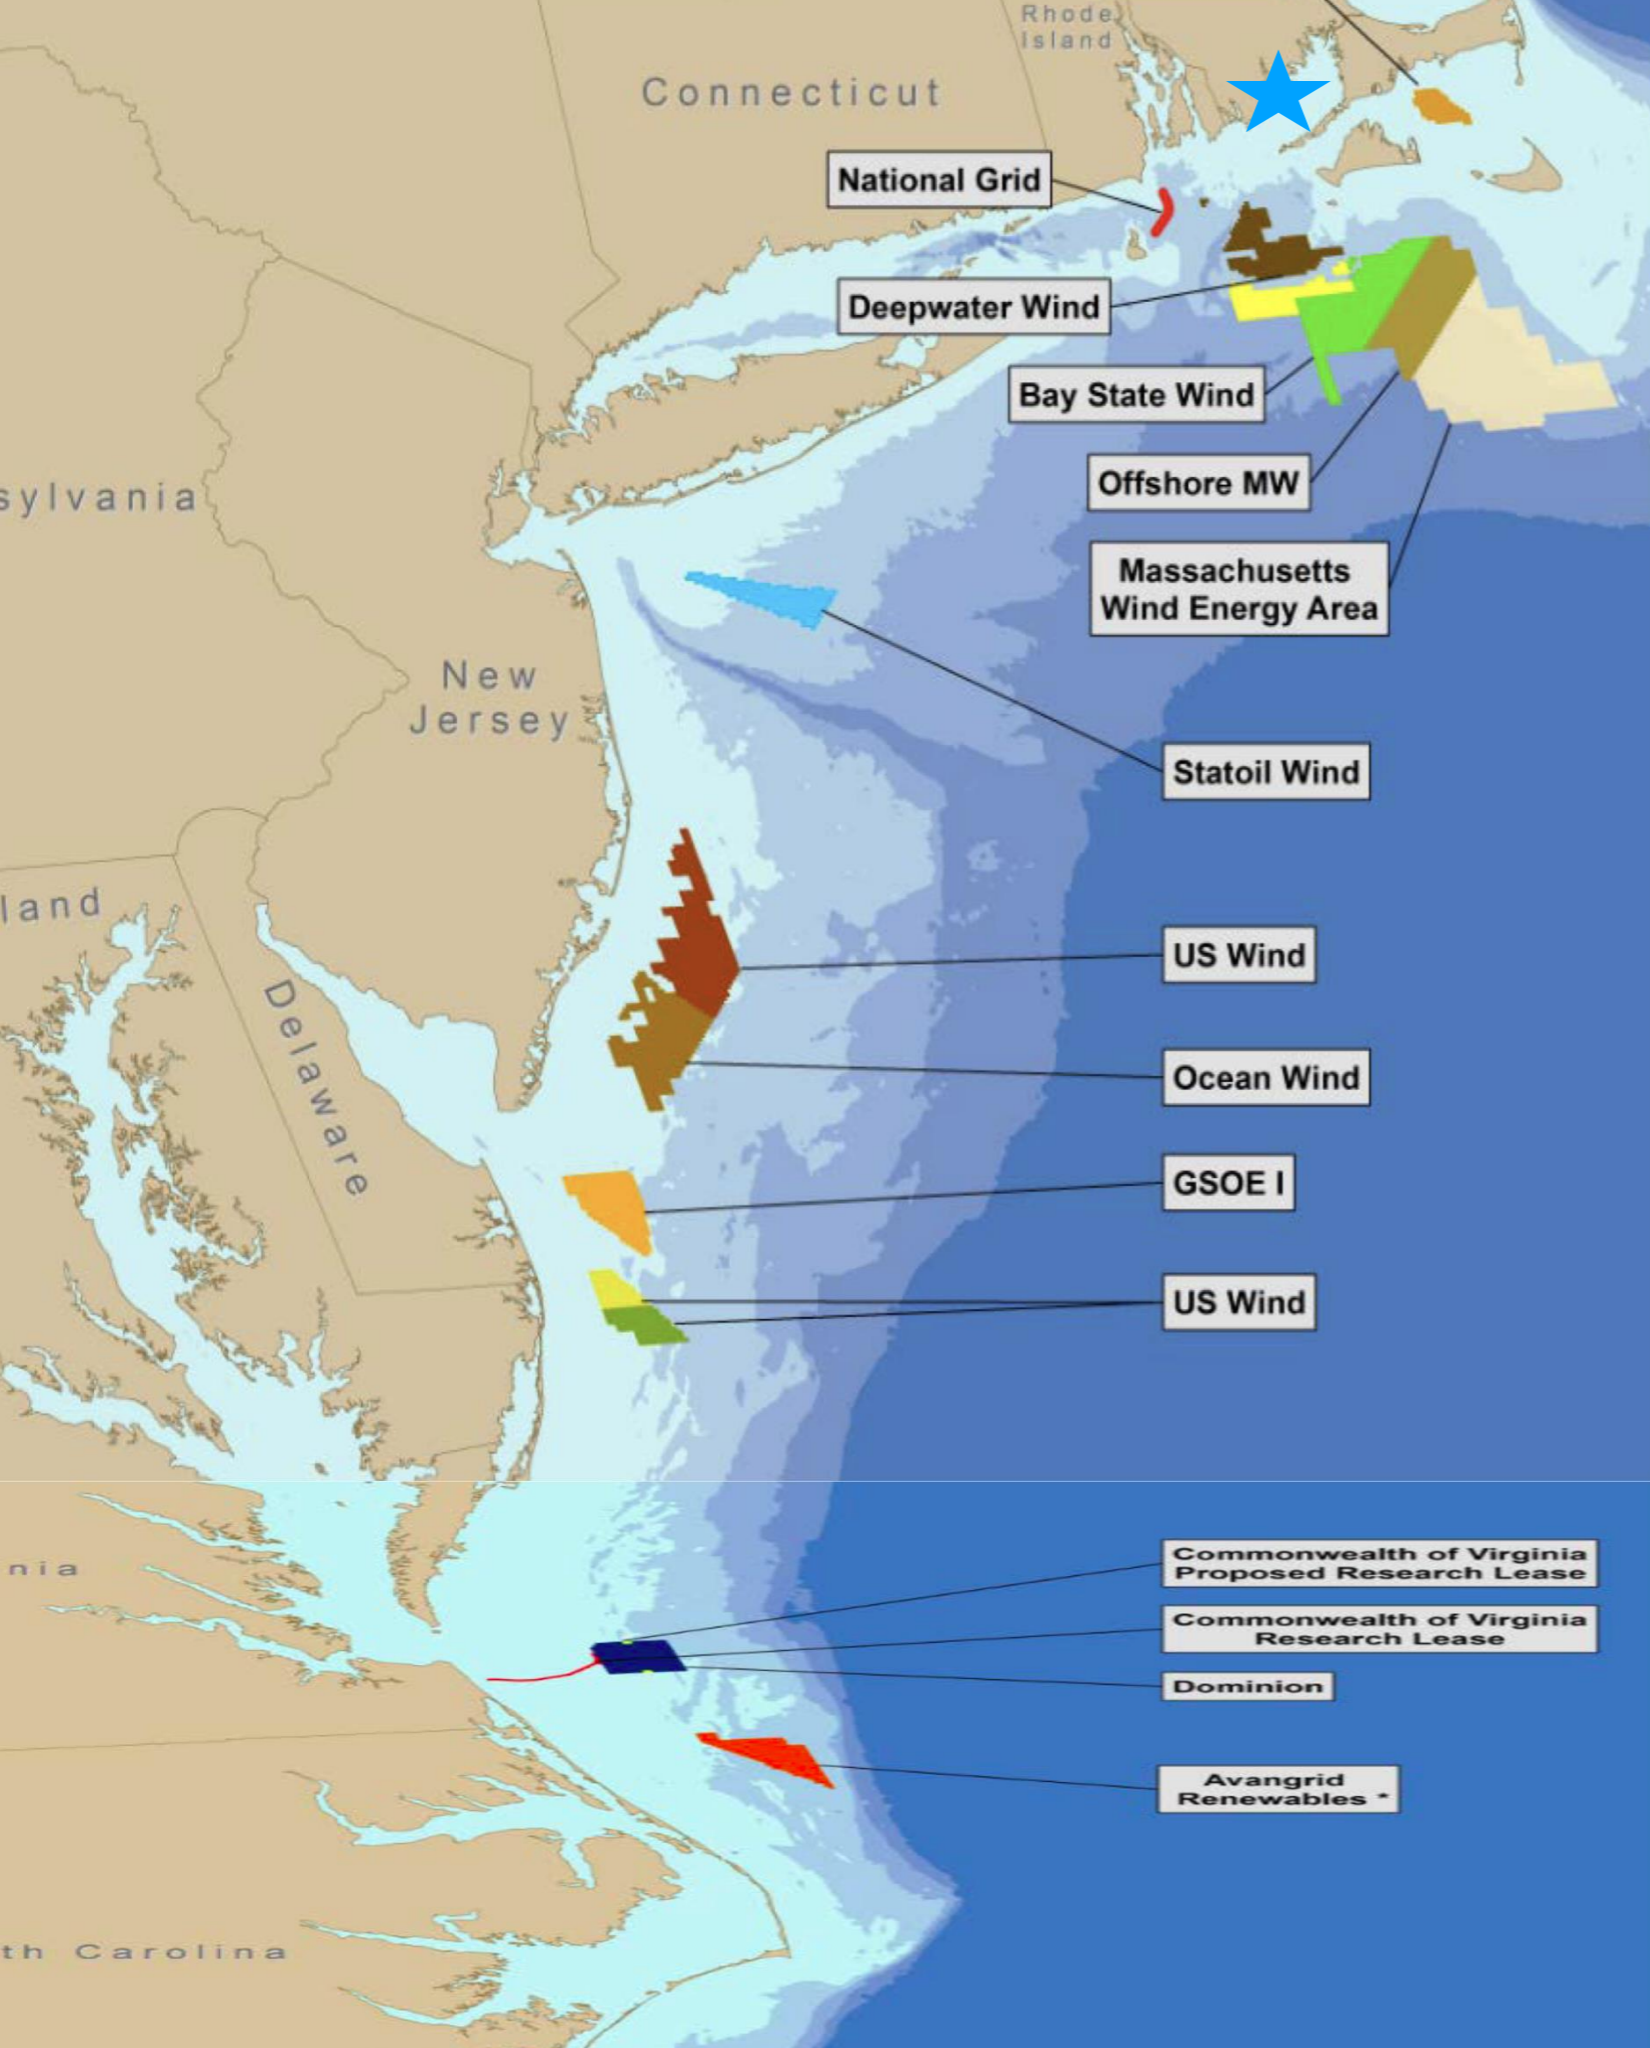 Rhode
Island
Connecticut
National Grid
Deepwater Wind
Bay State Wind
Offshore MW
sylvania
Massachusetts
Wind Energy Area
New
Jersey
Statoil Wind
land
US Wind
Delaware
Ocean Wind
GSOE I
US Wind
Commonwealth of Virginia
Proposed Research Lease
nia
Commonwealth of Virginia
Research Lease
Dominion
Avangrid
Renewables *
th Carolina